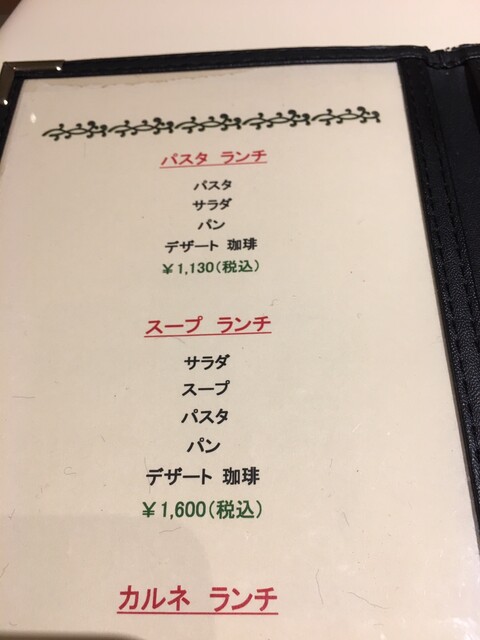 パスタ ランチ
パスタ
サラダ
パン
デザート 珈琲
¥1,130(税込)
スープ ランチ
サラダ
スープ
パスタ
パン
デザート 珈琲
¥1,600(税込)
カルネ ランチ